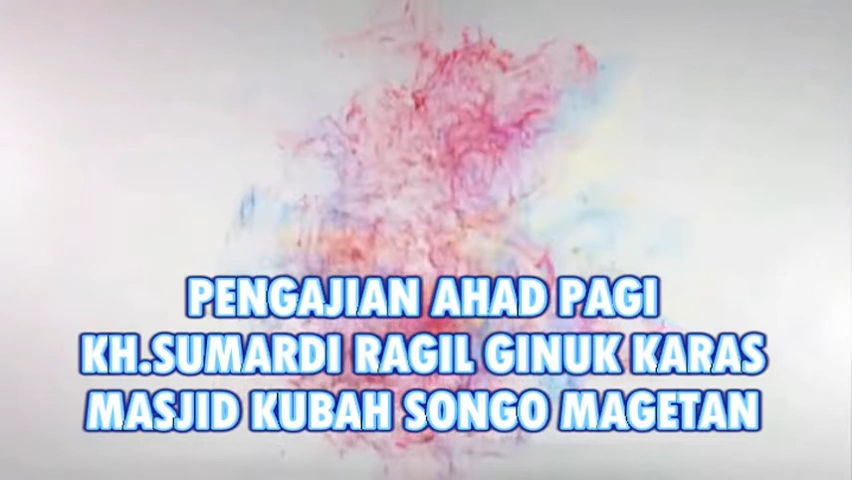 PENGAJIAN AHAD PAGI
KH.SUMARDI RAGIL GINUK KARAS
MASJID KUBAH SONGO MAGETAN